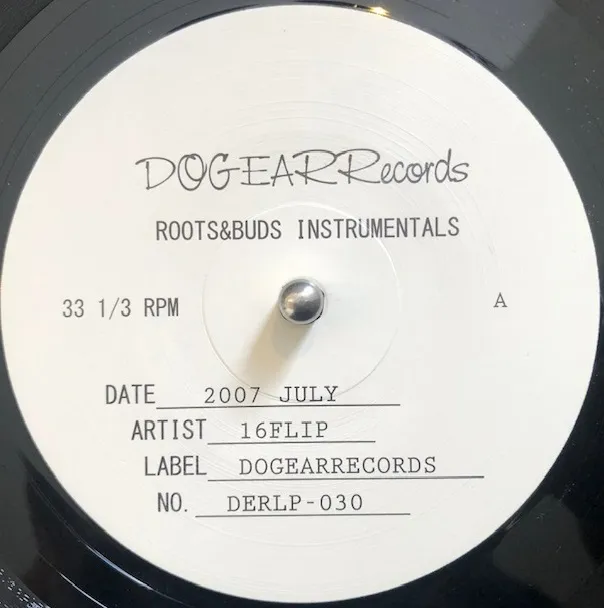 DOGEARRecords
ROOTS&BUDS INSTRUMENTALS
33 1/3 RPM A
DATE 2007 JULY
ARTIST 16FLIP
LABEL DOGEARRECORDS
NO. DERLP-030